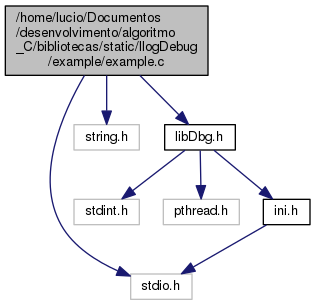 /home/lucio/Documentos
/desenvolvimento/algoritmo
_C/bibliotecas/static/llogDebug
/example/example.c
string.h
libDbg.h
stdint.h
pthread.h
ini.h
stdio.h